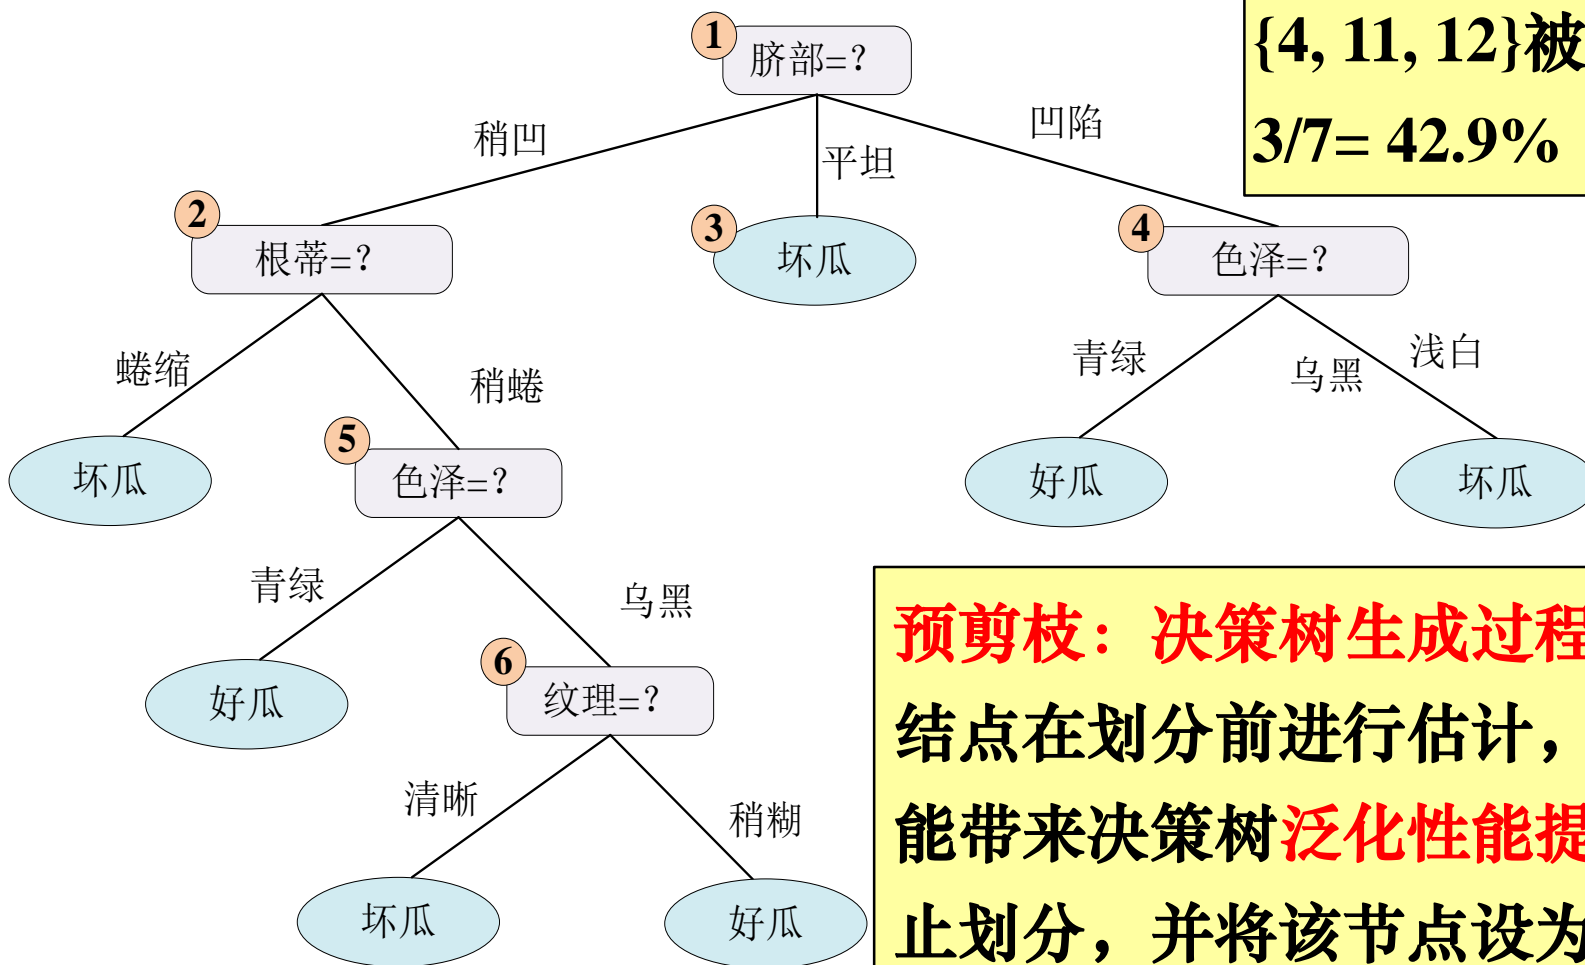 {4, 11, 12}被
3/7= 42.9%
1
脐部=?
稍凹
平坦
凹陷
2
根蒂=?
3
坏瓜
4
色泽=?
蜷缩
稍蜷
青绿
乌黑
浅白
坏瓜
5
色泽=?
好瓜
坏瓜
青绿
乌黑
好瓜
6
纹理=?
清晰
稍糊
坏瓜
好瓜
预剪枝：决策树生成过程
结点在划分前进行估计，
能带来决策树泛化性能提
止划分，并将该节点设为